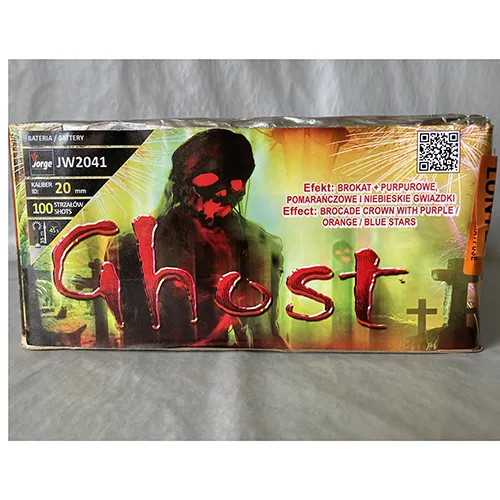 BATERIA / BATTERY
Jorge JW2041
KALIBER
ID: 20 mm
100 STRZAŁÓW
SHOTS
Efekt: BROKAT + PURPUROWE,
POMARAŃCZOWE I NIEBIESKIE GWIAZDKI
Effect: BROCADE CROWN WITH PURPLE /
ORANGE / BLUE STARS
Ghost